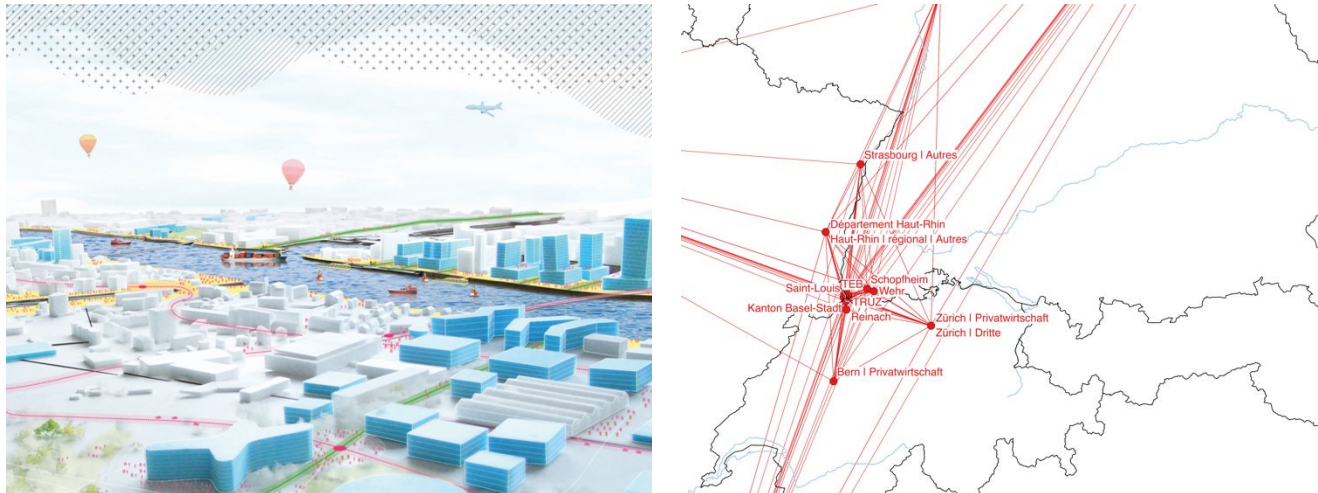 Strasbourg | Autres
Département Haut-Rhin
Haut-Rhin | régional | Autres
Schopfheim
TEB
Saint-Louis
Wehr
TRUZ
Kanton Basel-Stadt
Reinach
Zürich | Privatwirtschaft
Zürich | Dritte
Bern | Privatwirtschaft